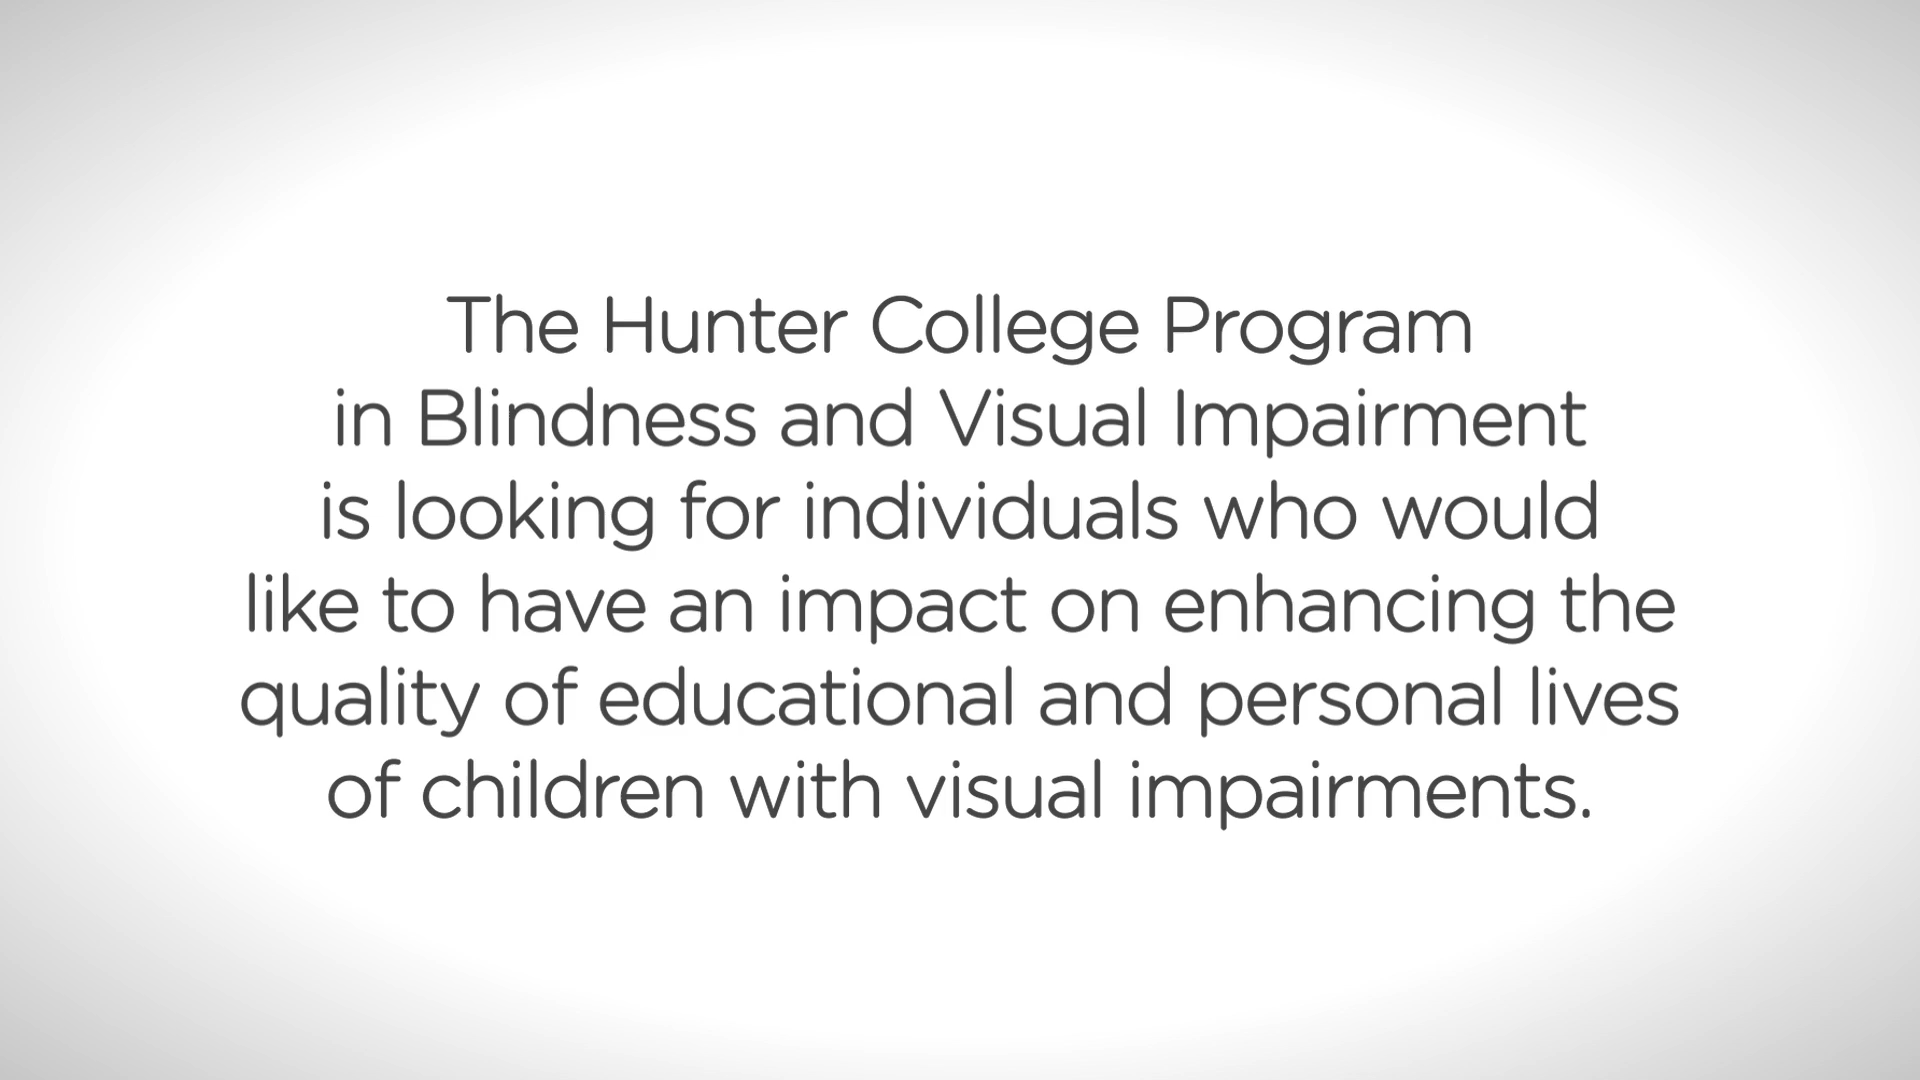 The Hunter College Program
in Blindness and Visual Impairment
is looking for individuals who would
like to have an impact on enhancing the
quality of educational and personal lives
of children with visual impairments.